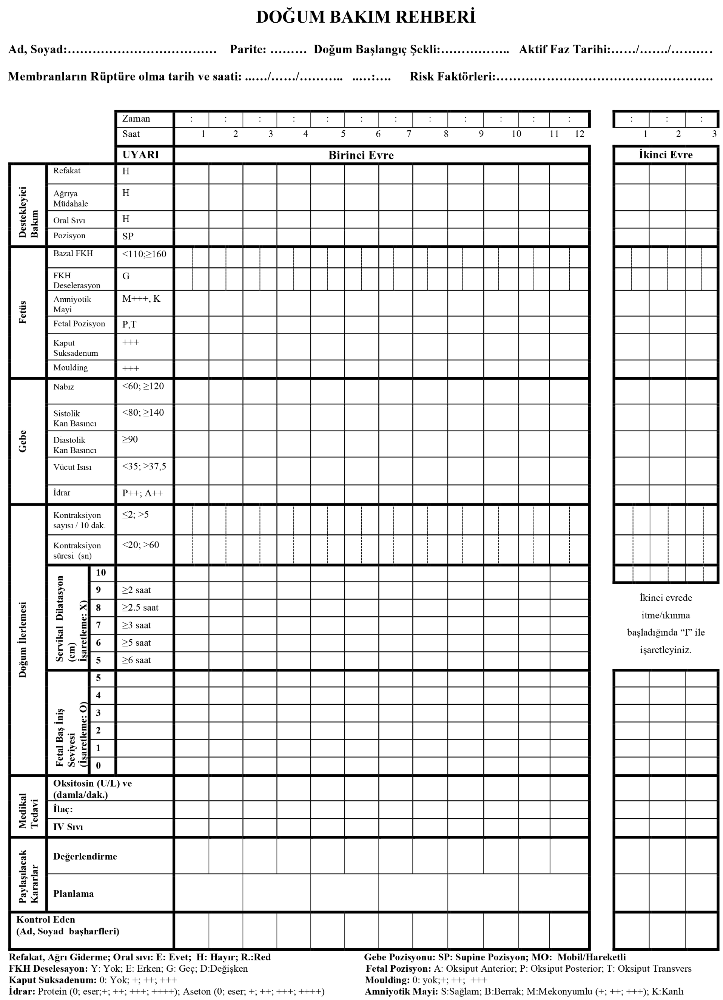 DOĞUM BAKIM REHBERİ
Ad, Soyad:……………………………… Parite: ……… Doğum Başlangıç Şekli:…………….. Aktif Faz Tarihi:……/……./……….
Membranların Rüptüre olma tarih ve saati: ...…/……/……….. ..…:…. Risk Faktörleri:…………………………………………….
Zaman : : : : : : : : : : : : : : :
Saat 1 2 3 4 5 6 7 8 9 10 11 12 1 2 3
UYARI Birinci Evre İkinci Evre
Destekleyici
Bakım
Refakat H
Ağrıya
Müdahale H
Oral Sıvı H
Pozisyon SP
Fetüs
Bazal FKH <110;≥160
FKH
Deselerasyon G
Amniyotik
Mayi M+++, K
Fetal Pozisyon P,T
Kaput
Suksadenum +++
Moulding +++
Gebe
Nabız <60; ≥120
Sistolik
Kan Basıncı <80; ≥140
Diastolik
Kan Basıncı ≥90
Vücut Isısı <35; ≥37,5
İdrar P++; A++
Doğum İlerlemesi
Kontraksiyon
sayısı / 10 dak. ≤2; >5
Kontraksiyon
süresi (sn) <20; >60
Servikal Dilatasyon
(cm)
İşaretleme: X)
10
9 ≥2 saat
8 ≥2.5 saat
7 ≥3 saat
6 ≥5 saat
5 ≥6 saat
İkinci evrede
itme/ıkınma
başladığında “I” ile
işaretleyiniz.
Fetal Baş İniş
Seviyesi
(İşaretleme: O)
5
4
3
2
1
0
Medikal
Tedavi
Oksitosin (U/L) ve
(damla/dak.)
İlaç:
IV Sıvı
Paylaşılacak
Kararlar
Değerlendirme
Planlama
Kontrol Eden
(Ad, Soyad başharfleri)
Refakat, Ağrı Giderme; Oral sıvı: E: Evet; H: Hayır; R.:Red Gebe Pozisyonu: SP: Supine Pozisyon; MO: Mobil/Hareketli
FKH Deselesayon: Y: Yok; E: Erken; G: Geç; D:Değişken Fetal Pozisyon: A: Oksiput Anterior; P: Oksiput Posterior; T: Oksiput Transvers
Kaput Suksadenum: 0: Yok; +; ++; +++ Moulding: 0: yok;+; ++; +++
İdrar: Protein (0; eser;+; ++; +++; ++++); Aseton (0; eser; +; ++; +++; ++++) Amniyotik Mayi: S:Sağlam; B:Berrak; M:Mekonyumlu (+; ++; +++); K:Kanlı